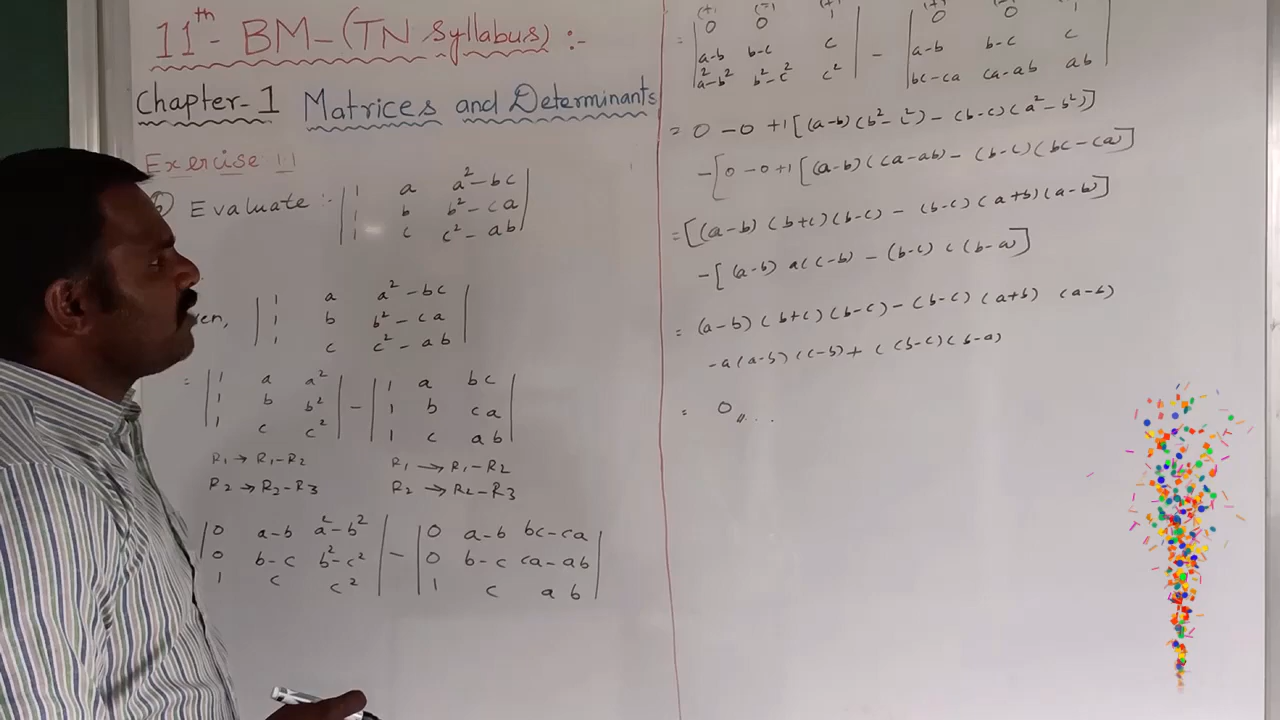 11th - BM - (TN Syllabus) :-
Chapter-1 Matrices and Determinants
Exercise 1.1
Evaluate :- | 1 a a²-bc |
| 1 b b²-ca |
| 1 c c²-ab |
| 1 a a²-bc |
| 1 b b²-ca |
| 1 c c²-ab |
= | 1 a a² | - | 1 a bc |
| 1 b b² | | 1 b ca |
| 1 c c² | | 1 c ab |
R₁ → R₁-R₂ R₁ → R₁-R₂
R₂ → R₂-R₃ R₂ → R₂-R₃
| 0 a-b a²-b² | - | 0 a-b bc-ca |
| 0 b-c b²-c² | | 0 b-c ca-ab |
| 1 c c² | | 1 c ab |
(+) (-) (+) (+) (-) (+)
= | 0 0 1 | - | 0 0 1 |
| a-b b-c c | | a-b b-c c |
| a²-b² b²-c² c² | | bc-ca ca-ab ab |
= 0 - 0 + 1 [(a-b) (b²-c²) - (b-c) (a²-b²)]
- [0 - 0 + 1 [(a-b) (ca-ab) - (b-c) (bc-ca)]
= [(a-b) (b+c) (b-c) - (b-c) (a+b) (a-b)]
- [(a-b) a (c-b) - (b-c) c (b-a)]
= (a-b) (b+c) (b-c) - (b-c) (a+b) (a-b)
- a (a-b) (c-b) + c (b-c) (b-a)
= 0 //...